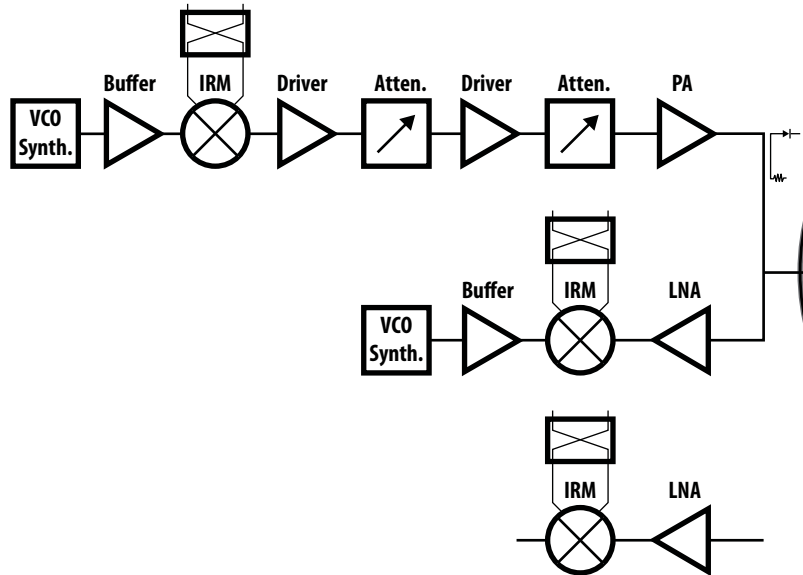 Buffer IRM Driver Atten. Driver Atten. PA
VCO
Synth.
Buffer IRM LNA
VCO
Synth.
IRM LNA